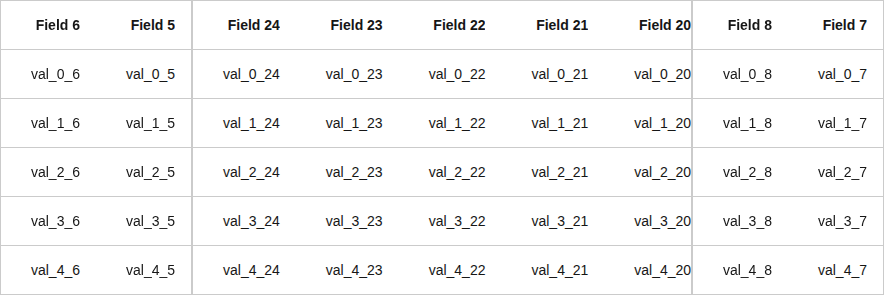 Field 6 Field 5 Field 24 Field 23 Field 22 Field 21 Field 20 Field 8 Field 7
val_0_6 val_0_5 val_0_24 val_0_23 val_0_22 val_0_21 val_0_20 val_0_8 val_0_7
val_1_6 val_1_5 val_1_24 val_1_23 val_1_22 val_1_21 val_1_20 val_1_8 val_1_7
val_2_6 val_2_5 val_2_24 val_2_23 val_2_22 val_2_21 val_2_20 val_2_8 val_2_7
val_3_6 val_3_5 val_3_24 val_3_23 val_3_22 val_3_21 val_3_20 val_3_8 val_3_7
val_4_6 val_4_5 val_4_24 val_4_23 val_4_22 val_4_21 val_4_20 val_4_8 val_4_7